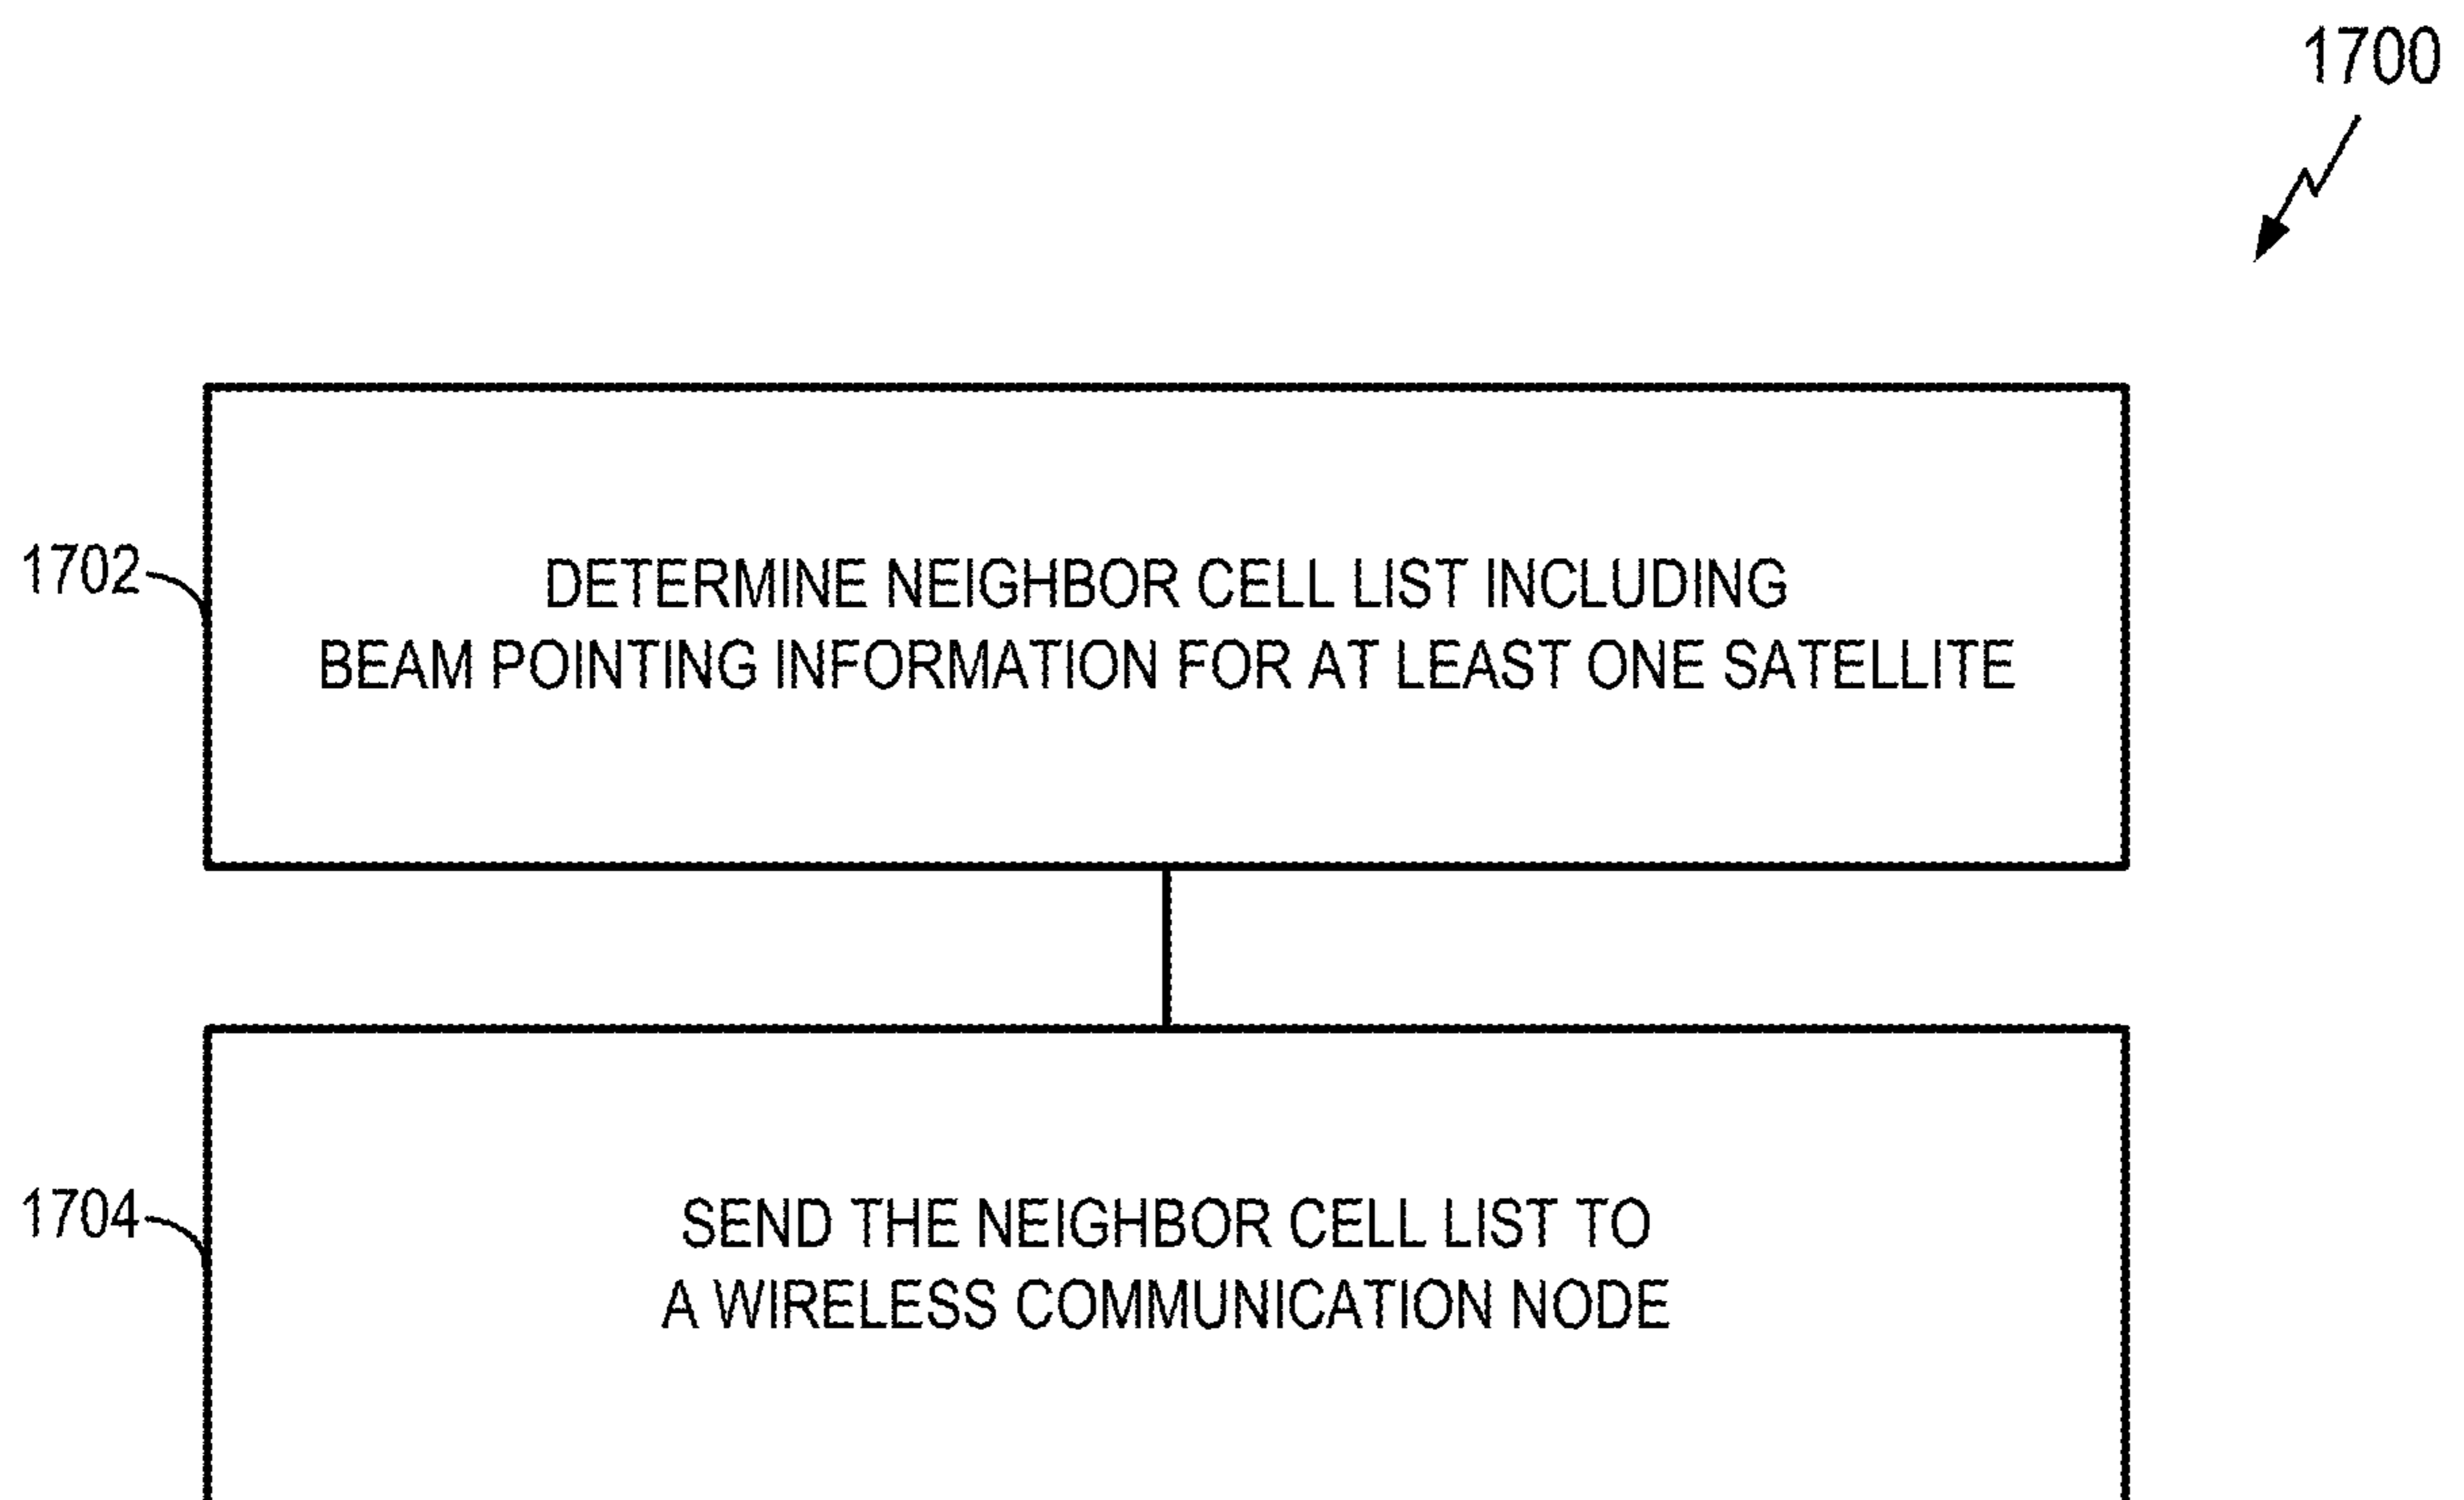 1700
1702
DETERMINE NEIGHBOR CELL LIST INCLUDING
BEAM POINTING INFORMATION FOR AT LEAST ONE SATELLITE
1704
SEND THE NEIGHBOR CELL LIST TO
A WIRELESS COMMUNICATION NODE